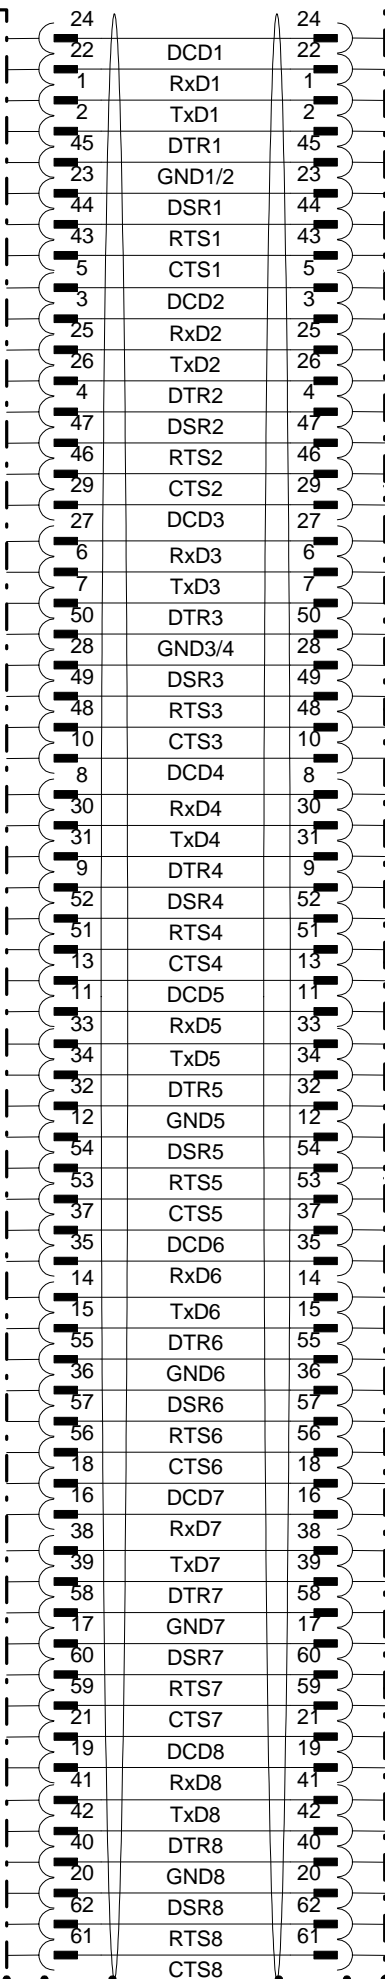 24 24
22 DCD1 22
1 RxD1 1
2 TxD1 2
45 DTR1 45
23 GND1/2 23
44 DSR1 44
43 RTS1 43
5 CTS1 5
3 DCD2 3
25 RxD2 25
26 TxD2 26
4 DTR2 4
47 DSR2 47
46 RTS2 46
29 CTS2 29
27 DCD3 27
6 RxD3 6
7 TxD3 7
50 DTR3 50
28 GND3/4 28
49 DSR3 49
48 RTS3 48
10 CTS3 10
8 DCD4 8
30 RxD4 30
31 TxD4 31
9 DTR4 9
52 DSR4 52
51 RTS4 51
13 CTS4 13
11 DCD5 11
33 RxD5 33
34 TxD5 34
32 DTR5 32
12 GND5 12
54 DSR5 54
53 RTS5 53
37 CTS5 37
35 DCD6 35
14 RxD6 14
15 TxD6 15
55 DTR6 55
36 GND6 36
57 DSR6 57
56 RTS6 56
18 CTS6 18
16 DCD7 16
38 RxD7 38
39 TxD7 39
58 DTR7 58
17 GND7 17
60 DSR7 60
59 RTS7 59
21 CTS7 21
19 DCD8 19
41 RxD8 41
42 TxD8 42
40 DTR8 40
20 GND8 20
62 DSR8 62
61 RTS8 61
CTS8